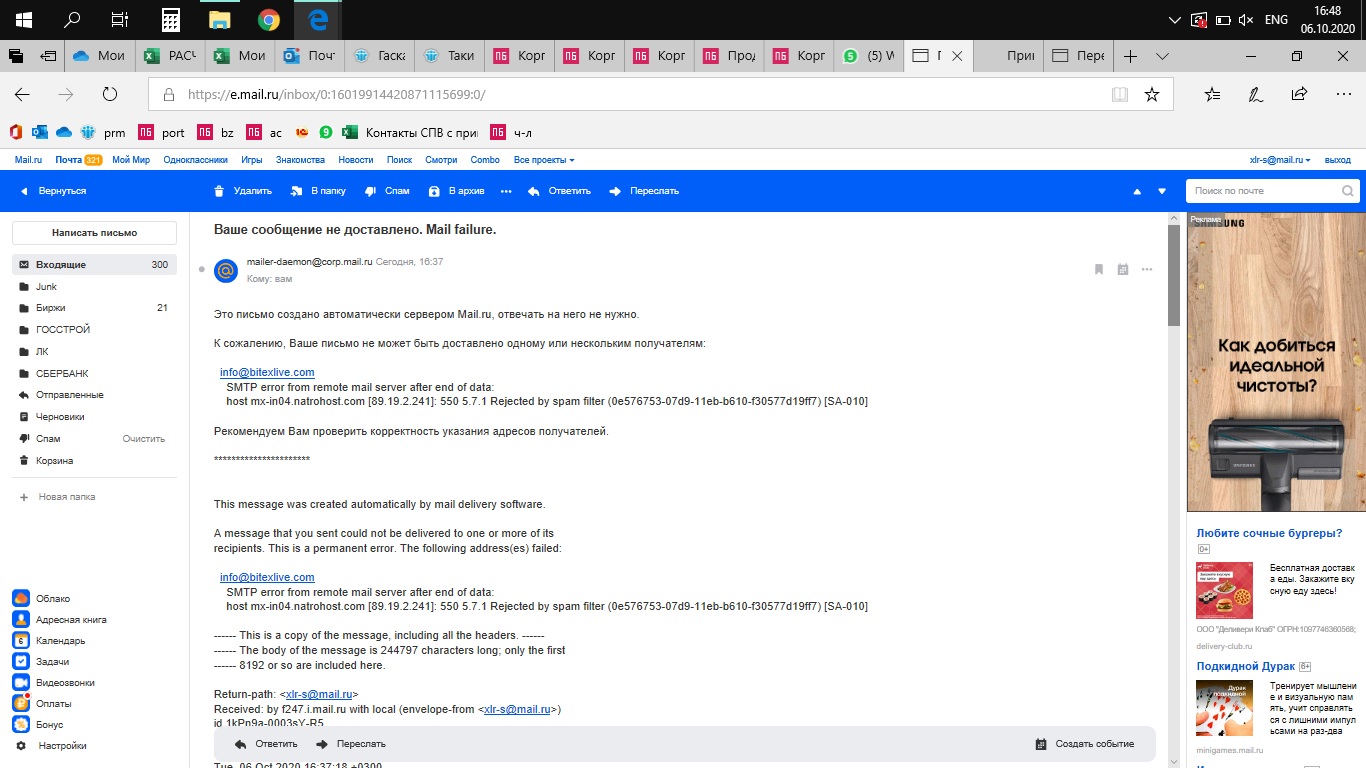 ENG
16:48
06.10.2020
Мои
РАСЧ
Мои
Поч
Гаска
Таки
Корг
Корг
Корг
Прод
Корг
(5) W
При
Пере
https://e.mail.ru/inbox/0:16019914420871115699:0/
prm
port
bz
ac
Контакты СПВ с при
ч-л
Mail.ru
Почта 321
Мой Мир
Одноклассники
Игры
Знакомства
Новости
Поиск
Смотри
Combo
Все проекты
xlr-s@mail.ru
выход
Вернуться
Удалить
В папку
Спам
В архив
Ответить
Переслать
Поиск по почте
Написать письмо
Входящие 300
Junk
Биржи 21
ГОССТРОЙ
ЛК
СБЕРБАНК
Отправленные
Черновики
Спам Очистить
Корзина
Новая папка
Облако
Адресная книга
6 Календарь
Задачи
Видеозвонки
Оплаты
Бонус
Настройки
Ваше сообщение не доставлено. Mail failure.
mailer-daemon@corp.mail.ru Сегодня, 16:37
Кому: вам
Это письмо создано автоматически сервером Mail.ru, отвечать на него не нужно.
К сожалению, Ваше письмо не может быть доставлено одному или нескольким получателям:
info@bitexlive.com
SMTP error from remote mail server after end of data:
host mx-in04.natrohost.com [89.19.2.241]: 550 5.7.1 Rejected by spam filter (0e576753-07d9-11eb-b610-f30577d19ff7) [SA-010]
Рекомендуем Вам проверить корректность указания адресов получателей.
**********************
This message was created automatically by mail delivery software.
A message that you sent could not be delivered to one or more of its
recipients. This is a permanent error. The following address(es) failed:
info@bitexlive.com
SMTP error from remote mail server after end of data:
host mx-in04.natrohost.com [89.19.2.241]: 550 5.7.1 Rejected by spam filter (0e576753-07d9-11eb-b610-f30577d19ff7) [SA-010]
------ This is a copy of the message, including all the headers. ------
------ The body of the message is 244797 characters long; only the first
------ 8192 or so are included here.
Return-path: <xlr-s@mail.ru>
Received: by f247.i.mail.ru with local (envelope-from <xlr-s@mail.ru>)
id 1kPn9a-0003sY-R5
Ответить
Переслать
Создать событие
Tue, 06 Oct 2020 16:37:18 +0300
Реклама
SAMSUNG
Как добиться
идеальной
чистоты?
Любите сочные бургеры?
0+
Бесплатная доставк
а еды. Закажите вку
сную еду здесь!
ООО "Деливери Клаб" ОГРН:1097746360568;
delivery-club.ru
Подкидной Дурак 6+
Дурак
подкидной
Тренирует мышлени
е и визуальную пам
ять, учит справлять
ся с лишними импул
ьсами на раз-два
minigames.mail.ru